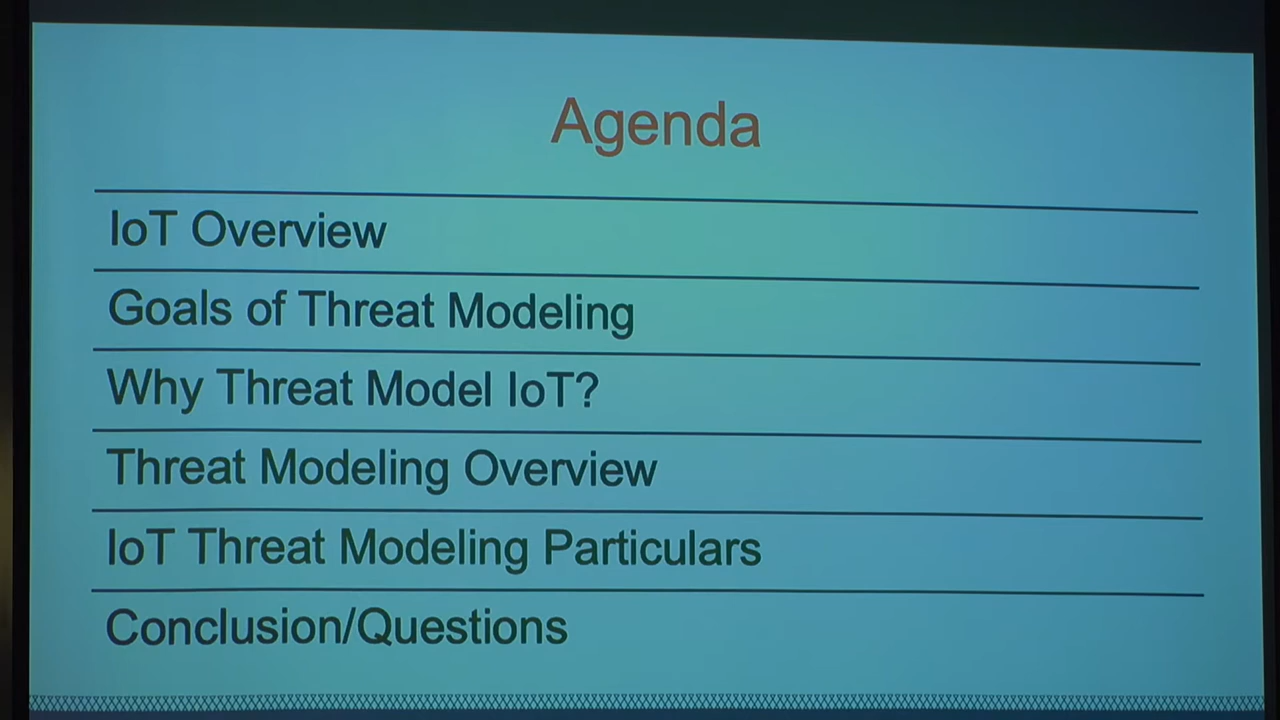 Agenda
IoT Overview
Goals of Threat Modeling
Why Threat Model IoT?
Threat Modeling Overview
IoT Threat Modeling Particulars
Conclusion/Questions